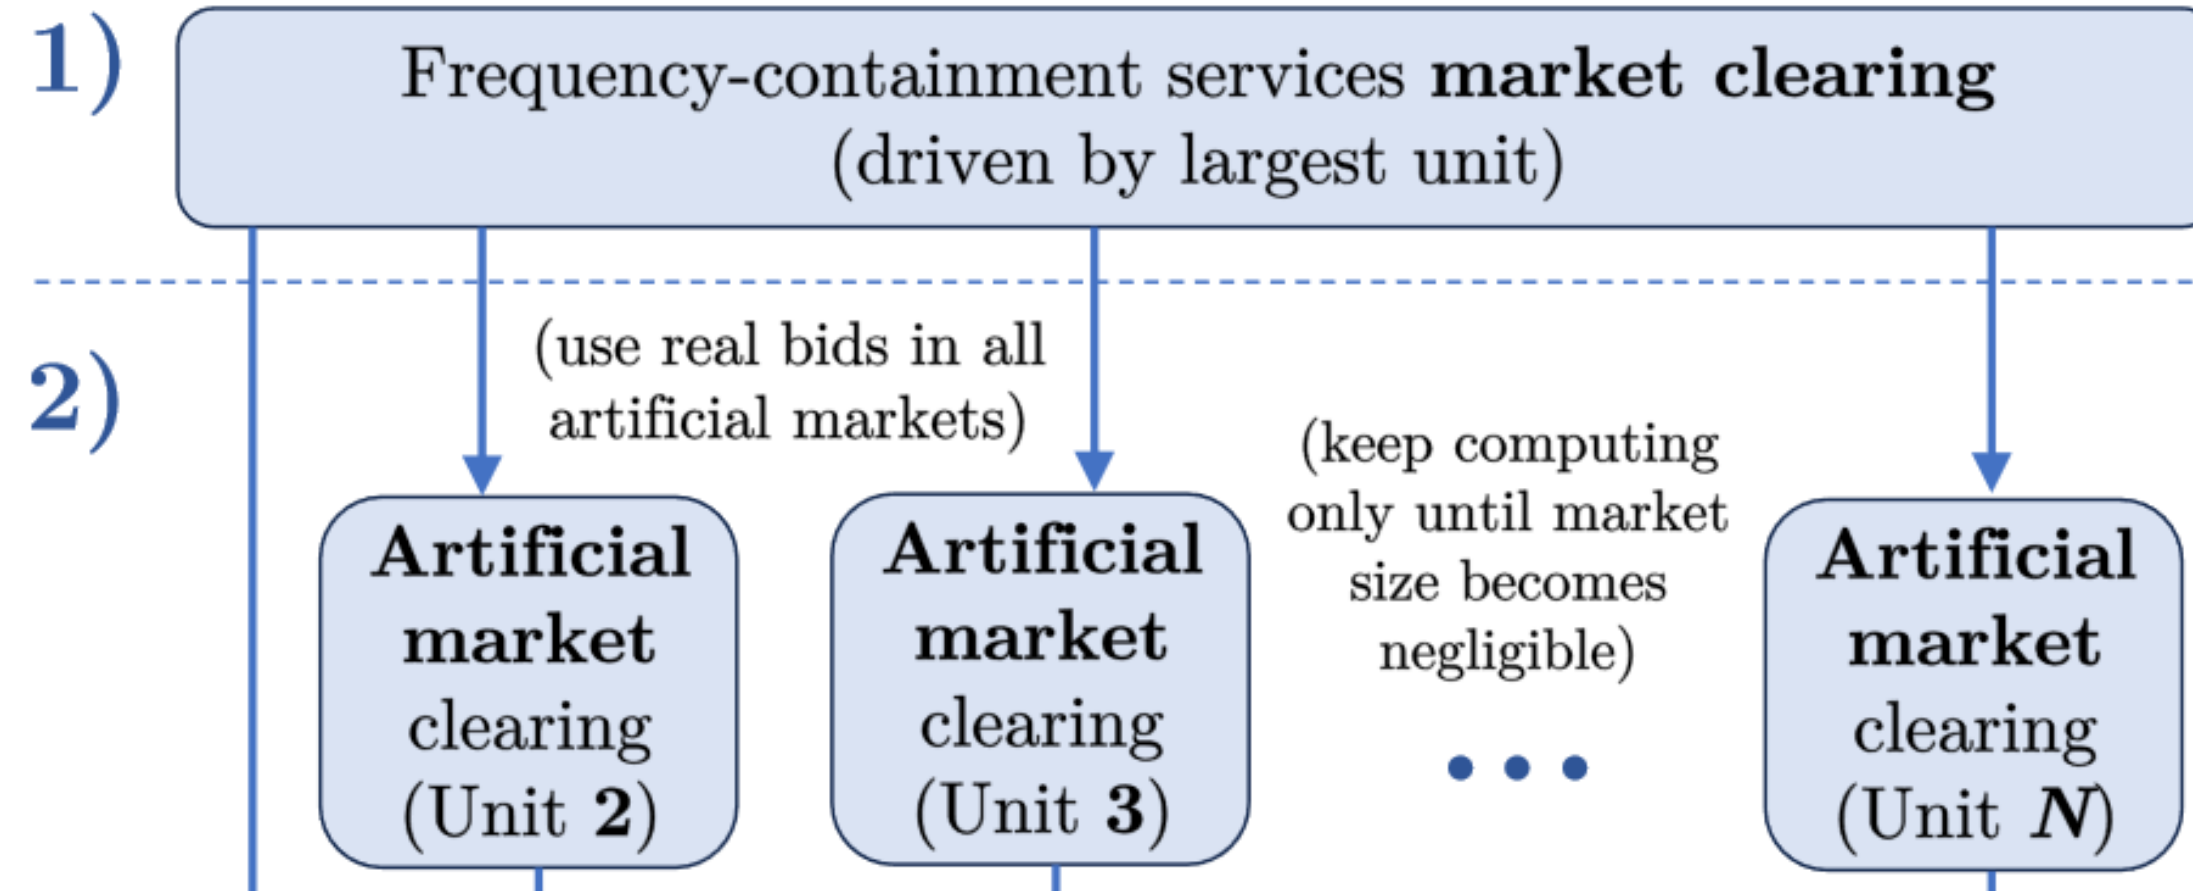 1)
Frequency-containment services market clearing
(driven by largest unit)
2)
(use real bids in all
artificial markets)
(keep computing
only until market
size becomes
negligible)
Artificial
market
clearing
(Unit 2)
Artificial
market
clearing
(Unit 3)
Artificial
market
clearing
(Unit N)